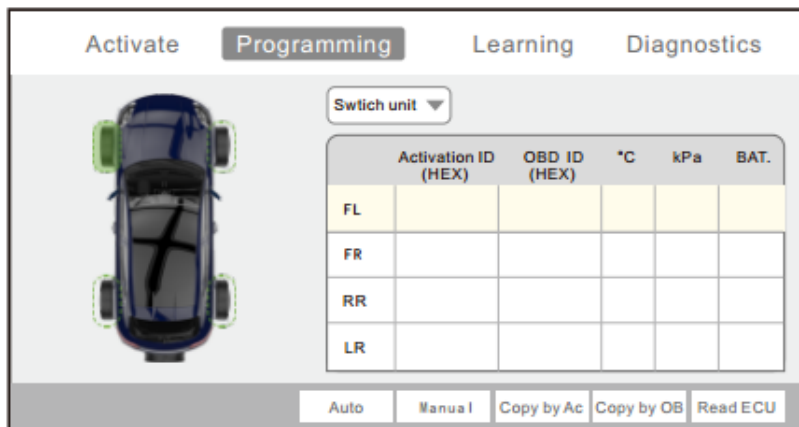 Activate Programming Learning Diagnostics
Swtich unit
Activation ID (HEX) OBD ID (HEX) °C kPa BAT.
FL
FR
RR
LR
Auto Manual Copy by Ac Copy by OB Read ECU